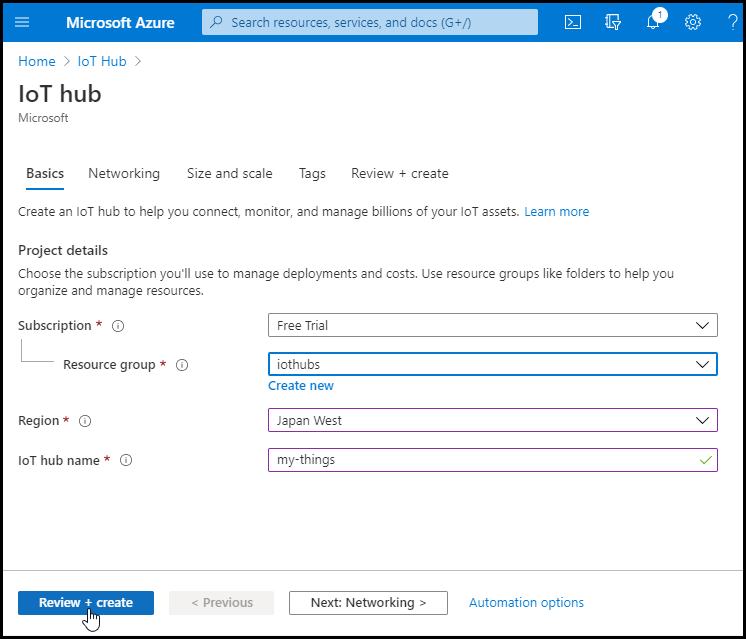 Microsoft Azure Search resources, services, and docs (G+/) 1 ?
Home > IoT Hub >
IoT hub
Microsoft
Basics Networking Size and scale Tags Review + create
Create an IoT hub to help you connect, monitor, and manage billions of your IoT assets. Learn more
Project details
Choose the subscription you'll use to manage deployments and costs. Use resource groups like folders to help you
organize and manage resources.
Subscription * Free Trial
Resource group * iothubs
Create new
Region * Japan West
IoT hub name * my-things
Review + create < Previous Next: Networking > Automation options